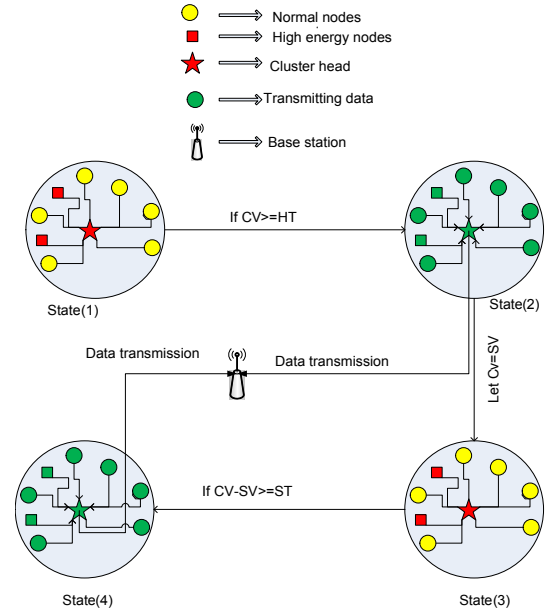 Normal nodes
High energy nodes
Cluster head
Transmitting data
Base station
If CV>=HT
State(1)
State(2)
Data transmission
Data transmission
Let Cv=SV
If CV-SV>=ST
State(4)
State(3)